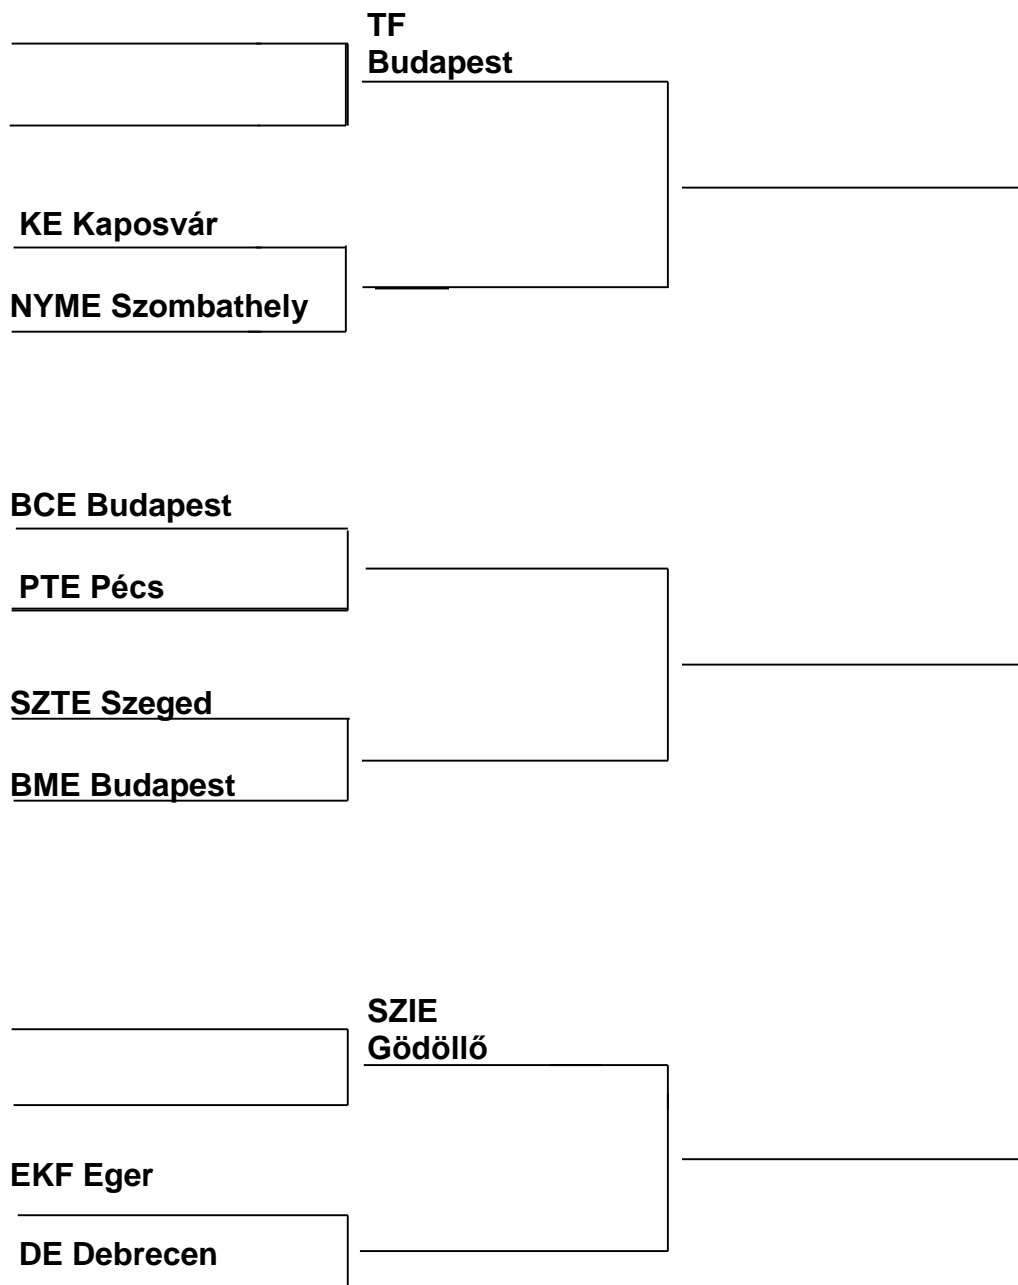 TF
Budapest
KE Kaposvár
NYME Szombathely
BCE Budapest
PTE Pécs
SZTE Szeged
BME Budapest
SZIE
Gödöllő
EKF Eger
DE Debrecen